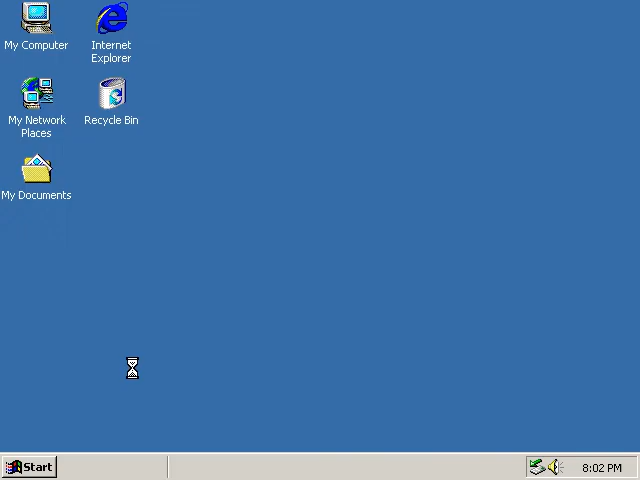 My Computer
Internet
Explorer
My Network
Places
Recycle Bin
My Documents
Start
8:02 PM